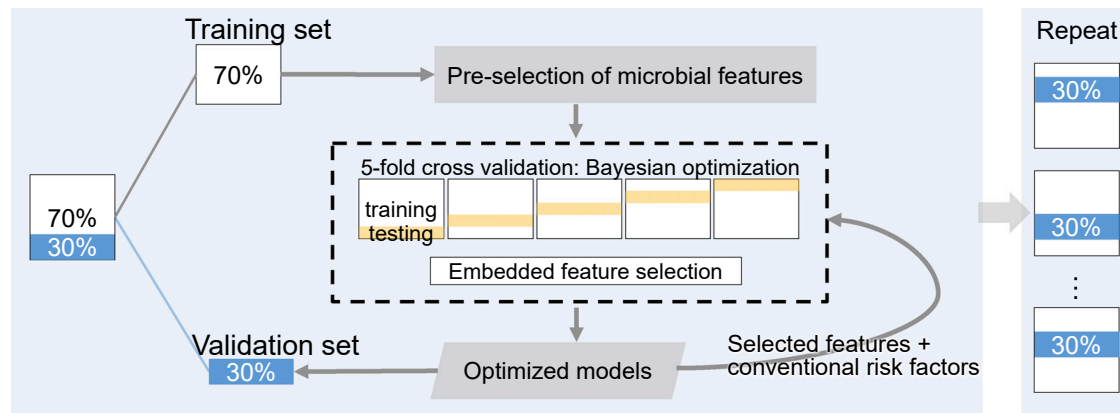 Training set
70%
Pre-selection of microbial features
5-fold cross validation: Bayesian optimization
training
testing
Embedded feature selection
70%
30%
Validation set
30%
Optimized models
Selected features +
conventional risk factors
Repeat
30%
30%
⋮
30%